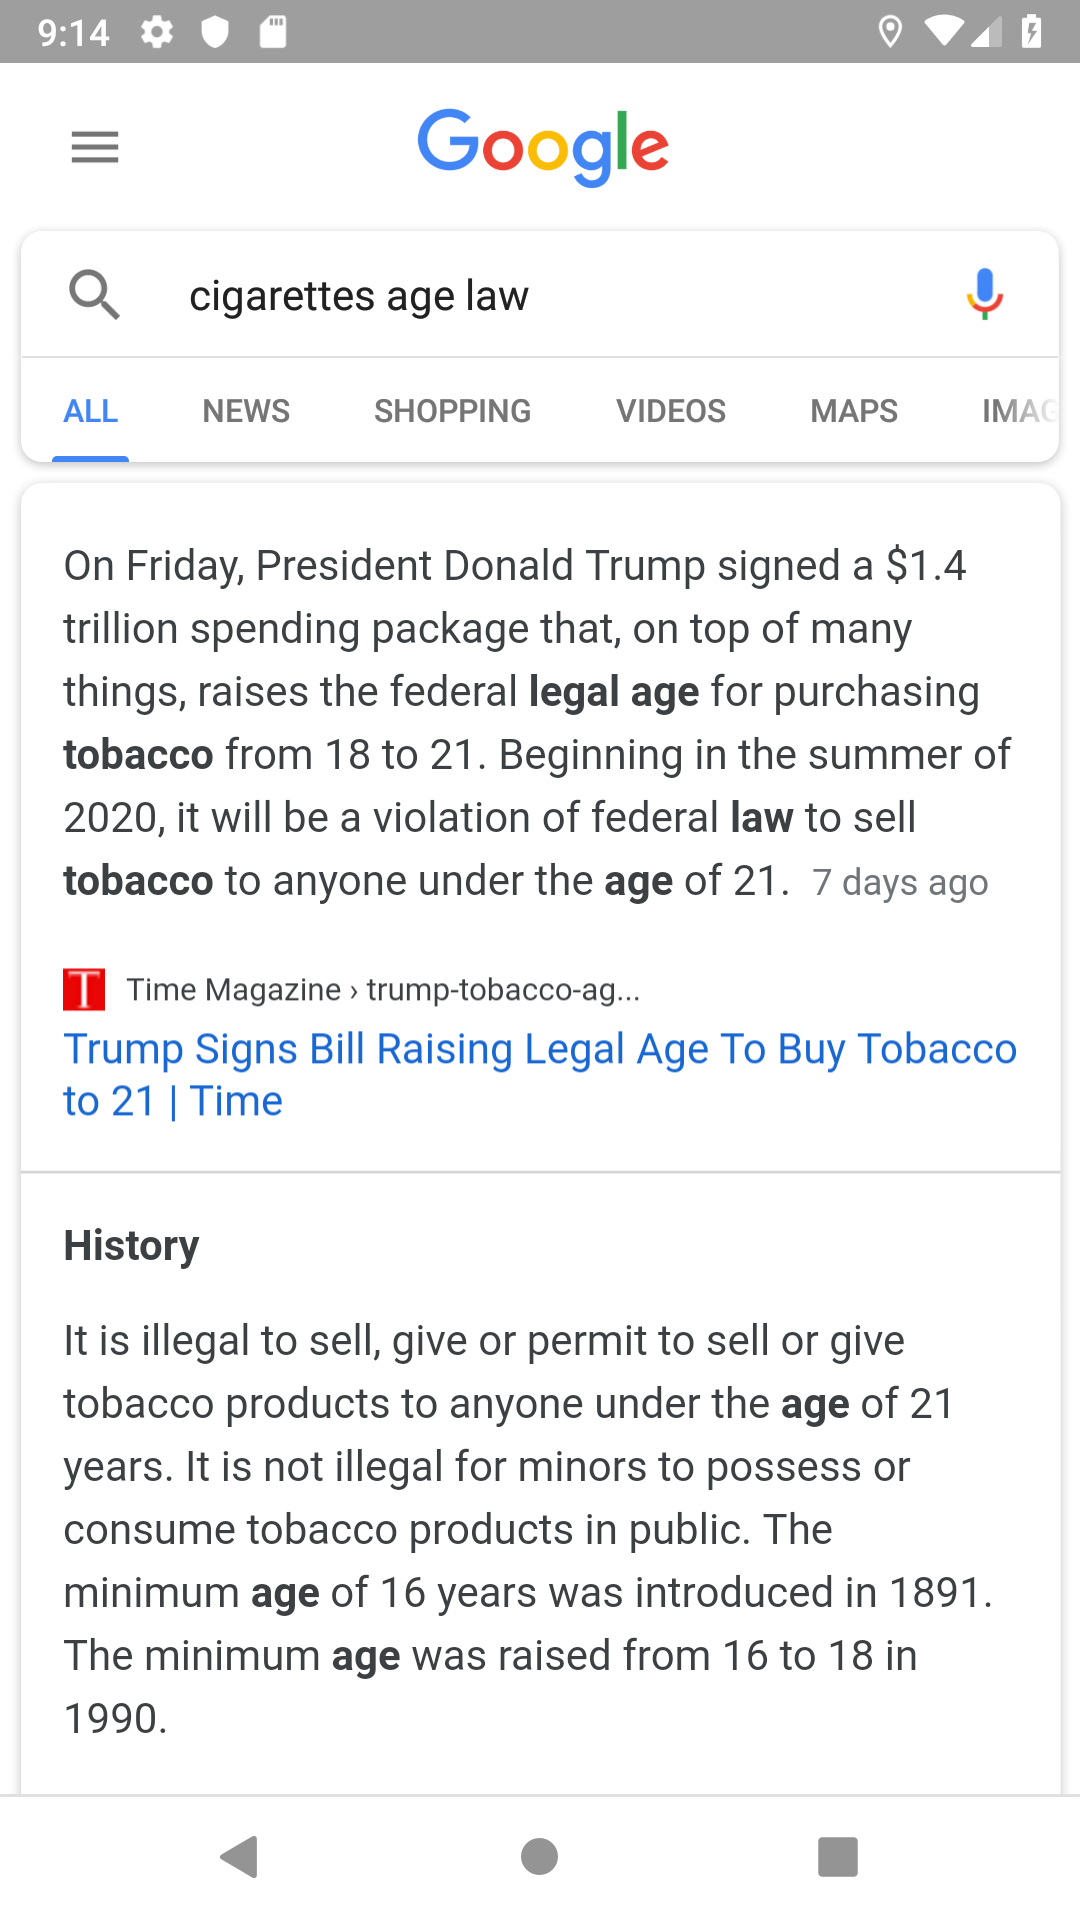 9:14
Google
cigarettes age law
ALL NEWS SHOPPING VIDEOS MAPS IMAG
On Friday, President Donald Trump signed a $1.4
trillion spending package that, on top of many
things, raises the federal legal age for purchasing
tobacco from 18 to 21. Beginning in the summer of
2020, it will be a violation of federal law to sell
tobacco to anyone under the age of 21. 7 days ago
T Time Magazine › trump-tobacco-ag...
Trump Signs Bill Raising Legal Age To Buy Tobacco
to 21 | Time
History
It is illegal to sell, give or permit to sell or give
tobacco products to anyone under the age of 21
years. It is not illegal for minors to possess or
consume tobacco products in public. The
minimum age of 16 years was introduced in 1891.
The minimum age was raised from 16 to 18 in
1990.